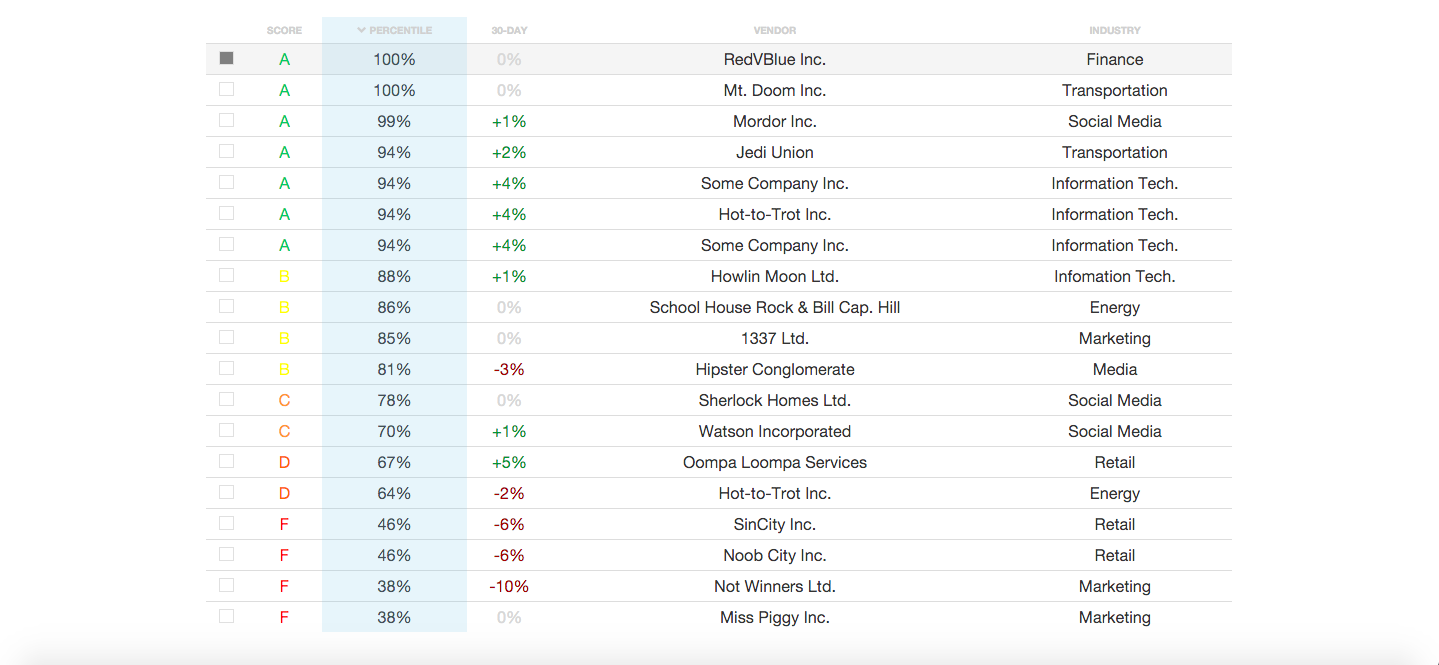 SCORE PERCENTILE 30-DAY VENDOR INDUSTRY
A 100% 0% RedVBlue Inc. Finance
A 100% 0% Mt. Doom Inc. Transportation
A 99% +1% Mordor Inc. Social Media
A 94% +2% Jedi Union Transportation
A 94% +4% Some Company Inc. Information Tech.
A 94% +4% Hot-to-Trot Inc. Information Tech.
A 94% +4% Some Company Inc. Information Tech.
B 88% +1% Howlin Moon Ltd. Infomation Tech.
B 86% 0% School House Rock & Bill Cap. Hill Energy
B 85% 0% 1337 Ltd. Marketing
B 81% -3% Hipster Conglomerate Media
C 78% 0% Sherlock Homes Ltd. Social Media
C 70% +1% Watson Incorporated Social Media
D 67% +5% Oompa Loompa Services Retail
D 64% -2% Hot-to-Trot Inc. Energy
F 46% -6% SinCity Inc. Retail
F 46% -6% Noob City Inc. Retail
F 38% -10% Not Winners Ltd. Marketing
F 38% 0% Miss Piggy Inc. Marketing